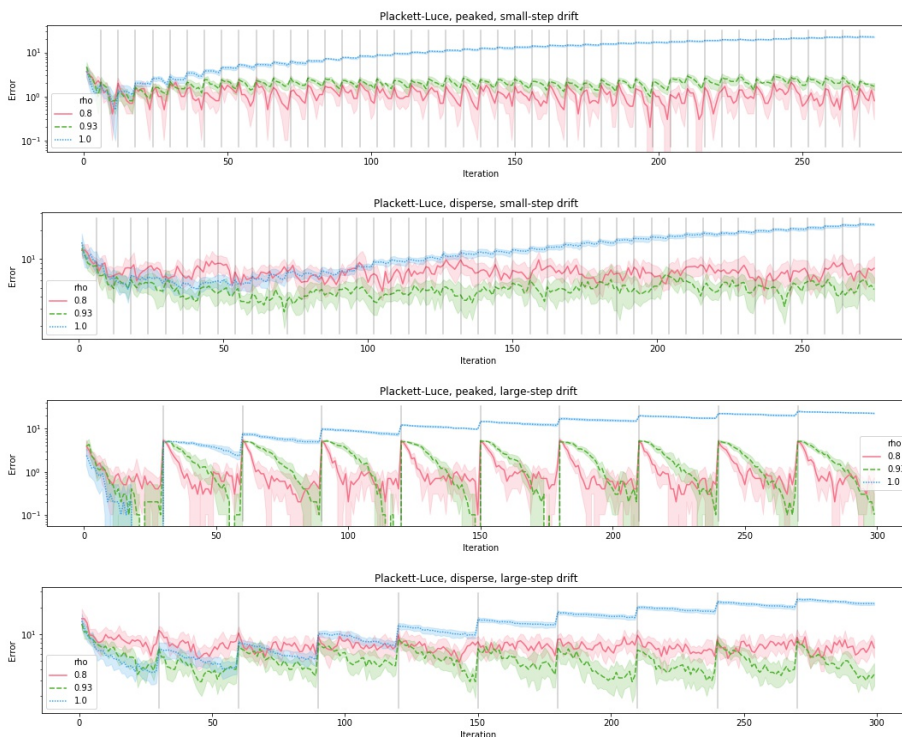 Plackett-Luce, peaked, small-step drift
Error
10¹
10⁰
10⁻¹
rho
0.8
0.93
1.0
0 50 100 150 200 250
Iteration
Plackett-Luce, disperse, small-step drift
Error
10¹
rho
0.8
0.93
1.0
0 50 100 150 200 250
Iteration
Plackett-Luce, peaked, large-step drift
Error
10¹
10⁰
10⁻¹
rho
0.8
0.93
1.0
0 50 100 150 200 250 300
Iteration
Plackett-Luce, disperse, large-step drift
Error
10¹
rho
0.8
0.93
1.0
0 50 100 150 200 250 300
Iteration